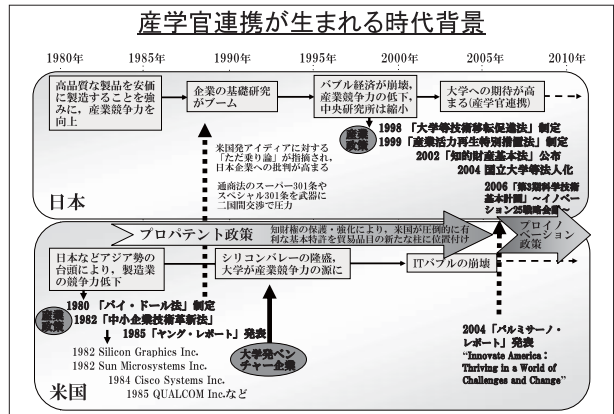 産学官連携が生まれる時代背景
1980年
1985年
1990年
1995年
2000年
2006年
2010年
高品質な製品を安価
に製造することを強
みに，産業競争力を
向上
企業の基礎研究
がブーム
バブル経済が崩壊，
産業競争力の低下，
中央研究所は縮小
大学への期待が高
まる(産学官連携)
産業
政策
1998 「大学等技術移転促進法」制定
1999 「産業活力再生特別措置法」制定
2002 「知的財産基本法」公布
2004 国立大学等法人化
2006 「第3期科学技術
基本計画」～イノベー
ション25戦略会議～
米国発アイディアに対する
「ただ乗り論」が指摘され，
日本企業への批判が高まる
通商法のスーパー301条や
スペシャル301条を武器に
二国間交渉で圧力
日本
プロパテント政策
知財権の保護・強化により，米国が圧倒的に有
利な基本特許を貿易品目の新たな柱に位置付け
プロイノ
ベーション
政策
日本などアジア勢の
台頭により，製造業
の競争力低下
シリコンバレーの隆盛，
大学が産業競争力の源に
ITバブルの崩壊
産業
政策
1980 「バイ・ドール法」制定
1982 「中小企業技術革新法」
1985 「ヤング・レポート」発表
1982 Silicon Graphics Inc.
1982 Sun Microsystems Inc.
1984 Cisco Systems Inc.
1985 QUALCOM Inc.など
大学発ベン
チャー企業
2004 「パルミサーノ・
レポート」発表
“Innovate America：
Thriving in a World of
Challenges and Change”
米国